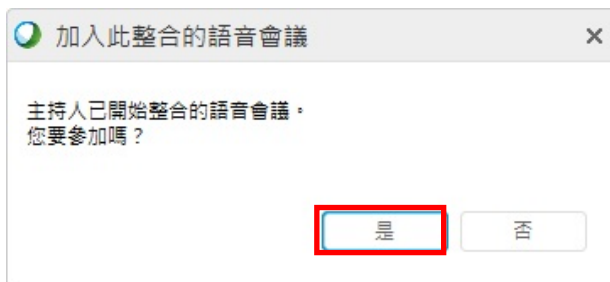 加入此整合的語音會議
主持人已開始整合的語音會議。
您要參加嗎？
是
否